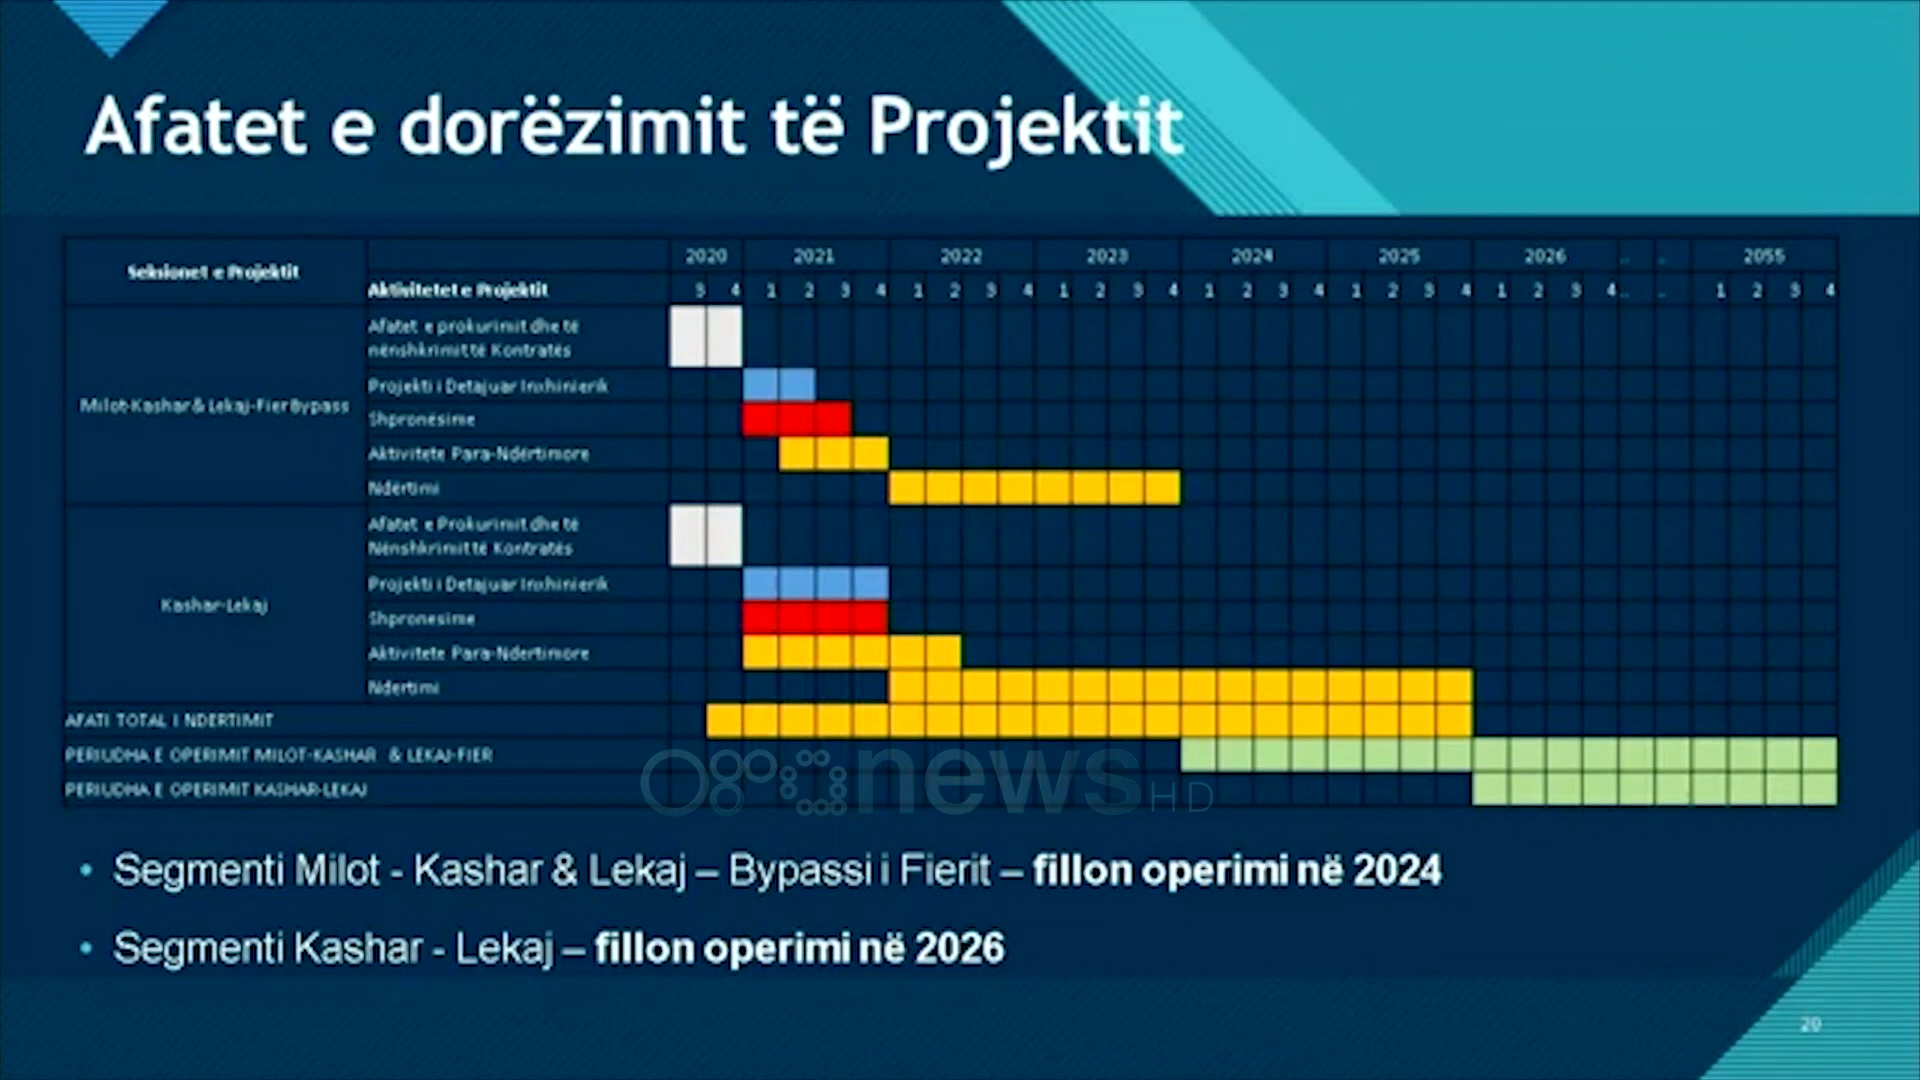 Afatet e dorëzimit të Projektit
Seksionet e Projektit
2020 2021 2022 2023 2024 2025 2026 .. .. 2055
Aktivitetet e Projektit
3 4 1 2 3 4 1 2 3 4 1 2 3 4 1 2 3 4 1 2 3 4 1 2 3 4 .. .. 1 2 3 4
Milot-Kashar & Lekaj-Fier Bypass
Afatet e prokurimit dhe të
nënshkrimit të Kontratës
Projekti i Detajuar Inxhinierik
Shpronësime
Aktivitete Para-Ndërtimore
Ndërtimi
Kashar-Lekaj
Afatet e Prokurimit dhe të
Nënshkrimit të Kontratës
Projekti i Detajuar Inxhinierik
Shpronesime
Aktivitete Para-Ndertimore
Ndertimi
AFATI TOTAL I NDERTIMIT
PERIUDHA E OPERIMIT MILOT-KASHAR & LEKAJ-FIER
PERIUDHA E OPERIMIT KASHAR-LEKAJ
ora news HD
• Segmenti Milot - Kashar & Lekaj – Bypassi i Fierit – fillon operimi në 2024
• Segmenti Kashar - Lekaj – fillon operimi në 2026
20